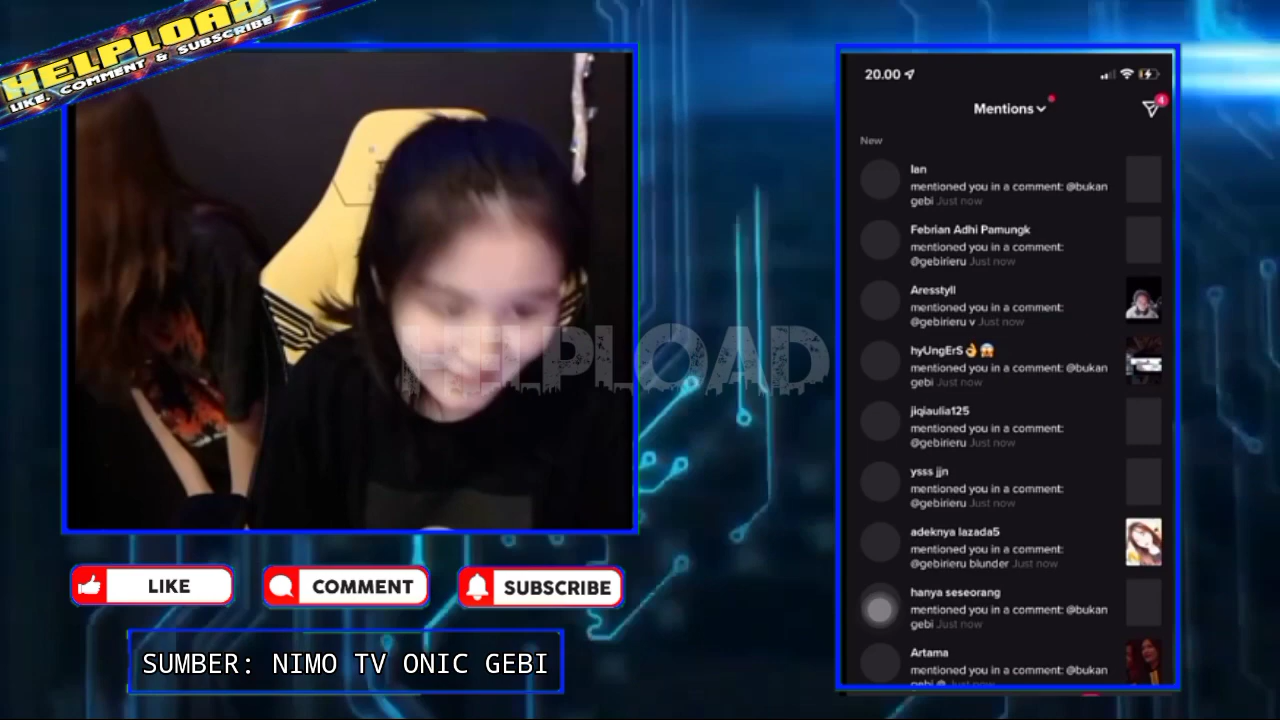 HELPLOAD
LIKE, COMMENT & SUBSCRIBE
HELPLOAD
LIKE
COMMENT
SUBSCRIBE
SUMBER: NIMO TV ONIC GEBI
20.00
Mentions
4
New
Ian
mentioned you in a comment: @bukan
gebi Just now
Febrian Adhi Pamungk
mentioned you in a comment:
@gebirieru Just now
Aresstyll
mentioned you in a comment:
@gebirieru v Just now
hyUngErS👌😱
mentioned you in a comment: @bukan
gebi Just now
jiqiaulia125
mentioned you in a comment:
@gebirieru Just now
ysss jjn
mentioned you in a comment:
@gebirieru Just now
adeknya lazada5
mentioned you in a comment:
@gebirieru blunder Just now
hanya seseorang
mentioned you in a comment: @bukan
gebi Just now
Artama
mentioned you in a comment: @bukan
gebi @ Just now